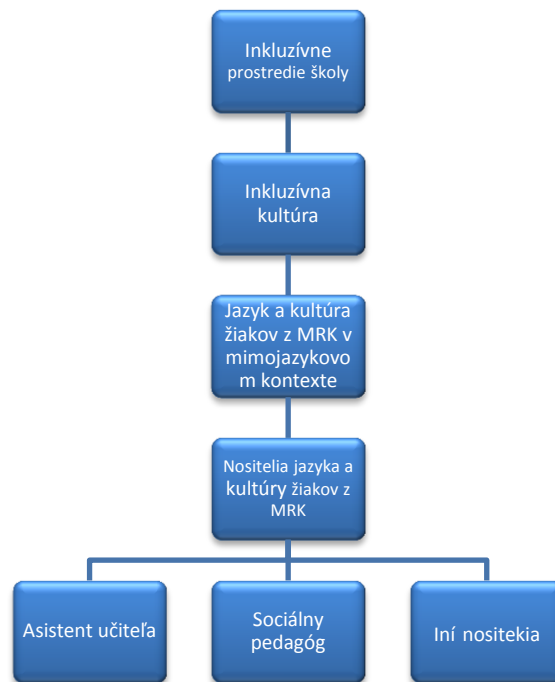 Inkluzívne
prostredie školy
Inkluzívna
kultúra
Jazyk a kultúra
žiakov z MRK v
mimojazykovo
m kontexte
Nositelia jazyka a
kultúry žiakov z
MRK
Asistent učiteľa
Sociálny
pedagóg
Iní nositekia